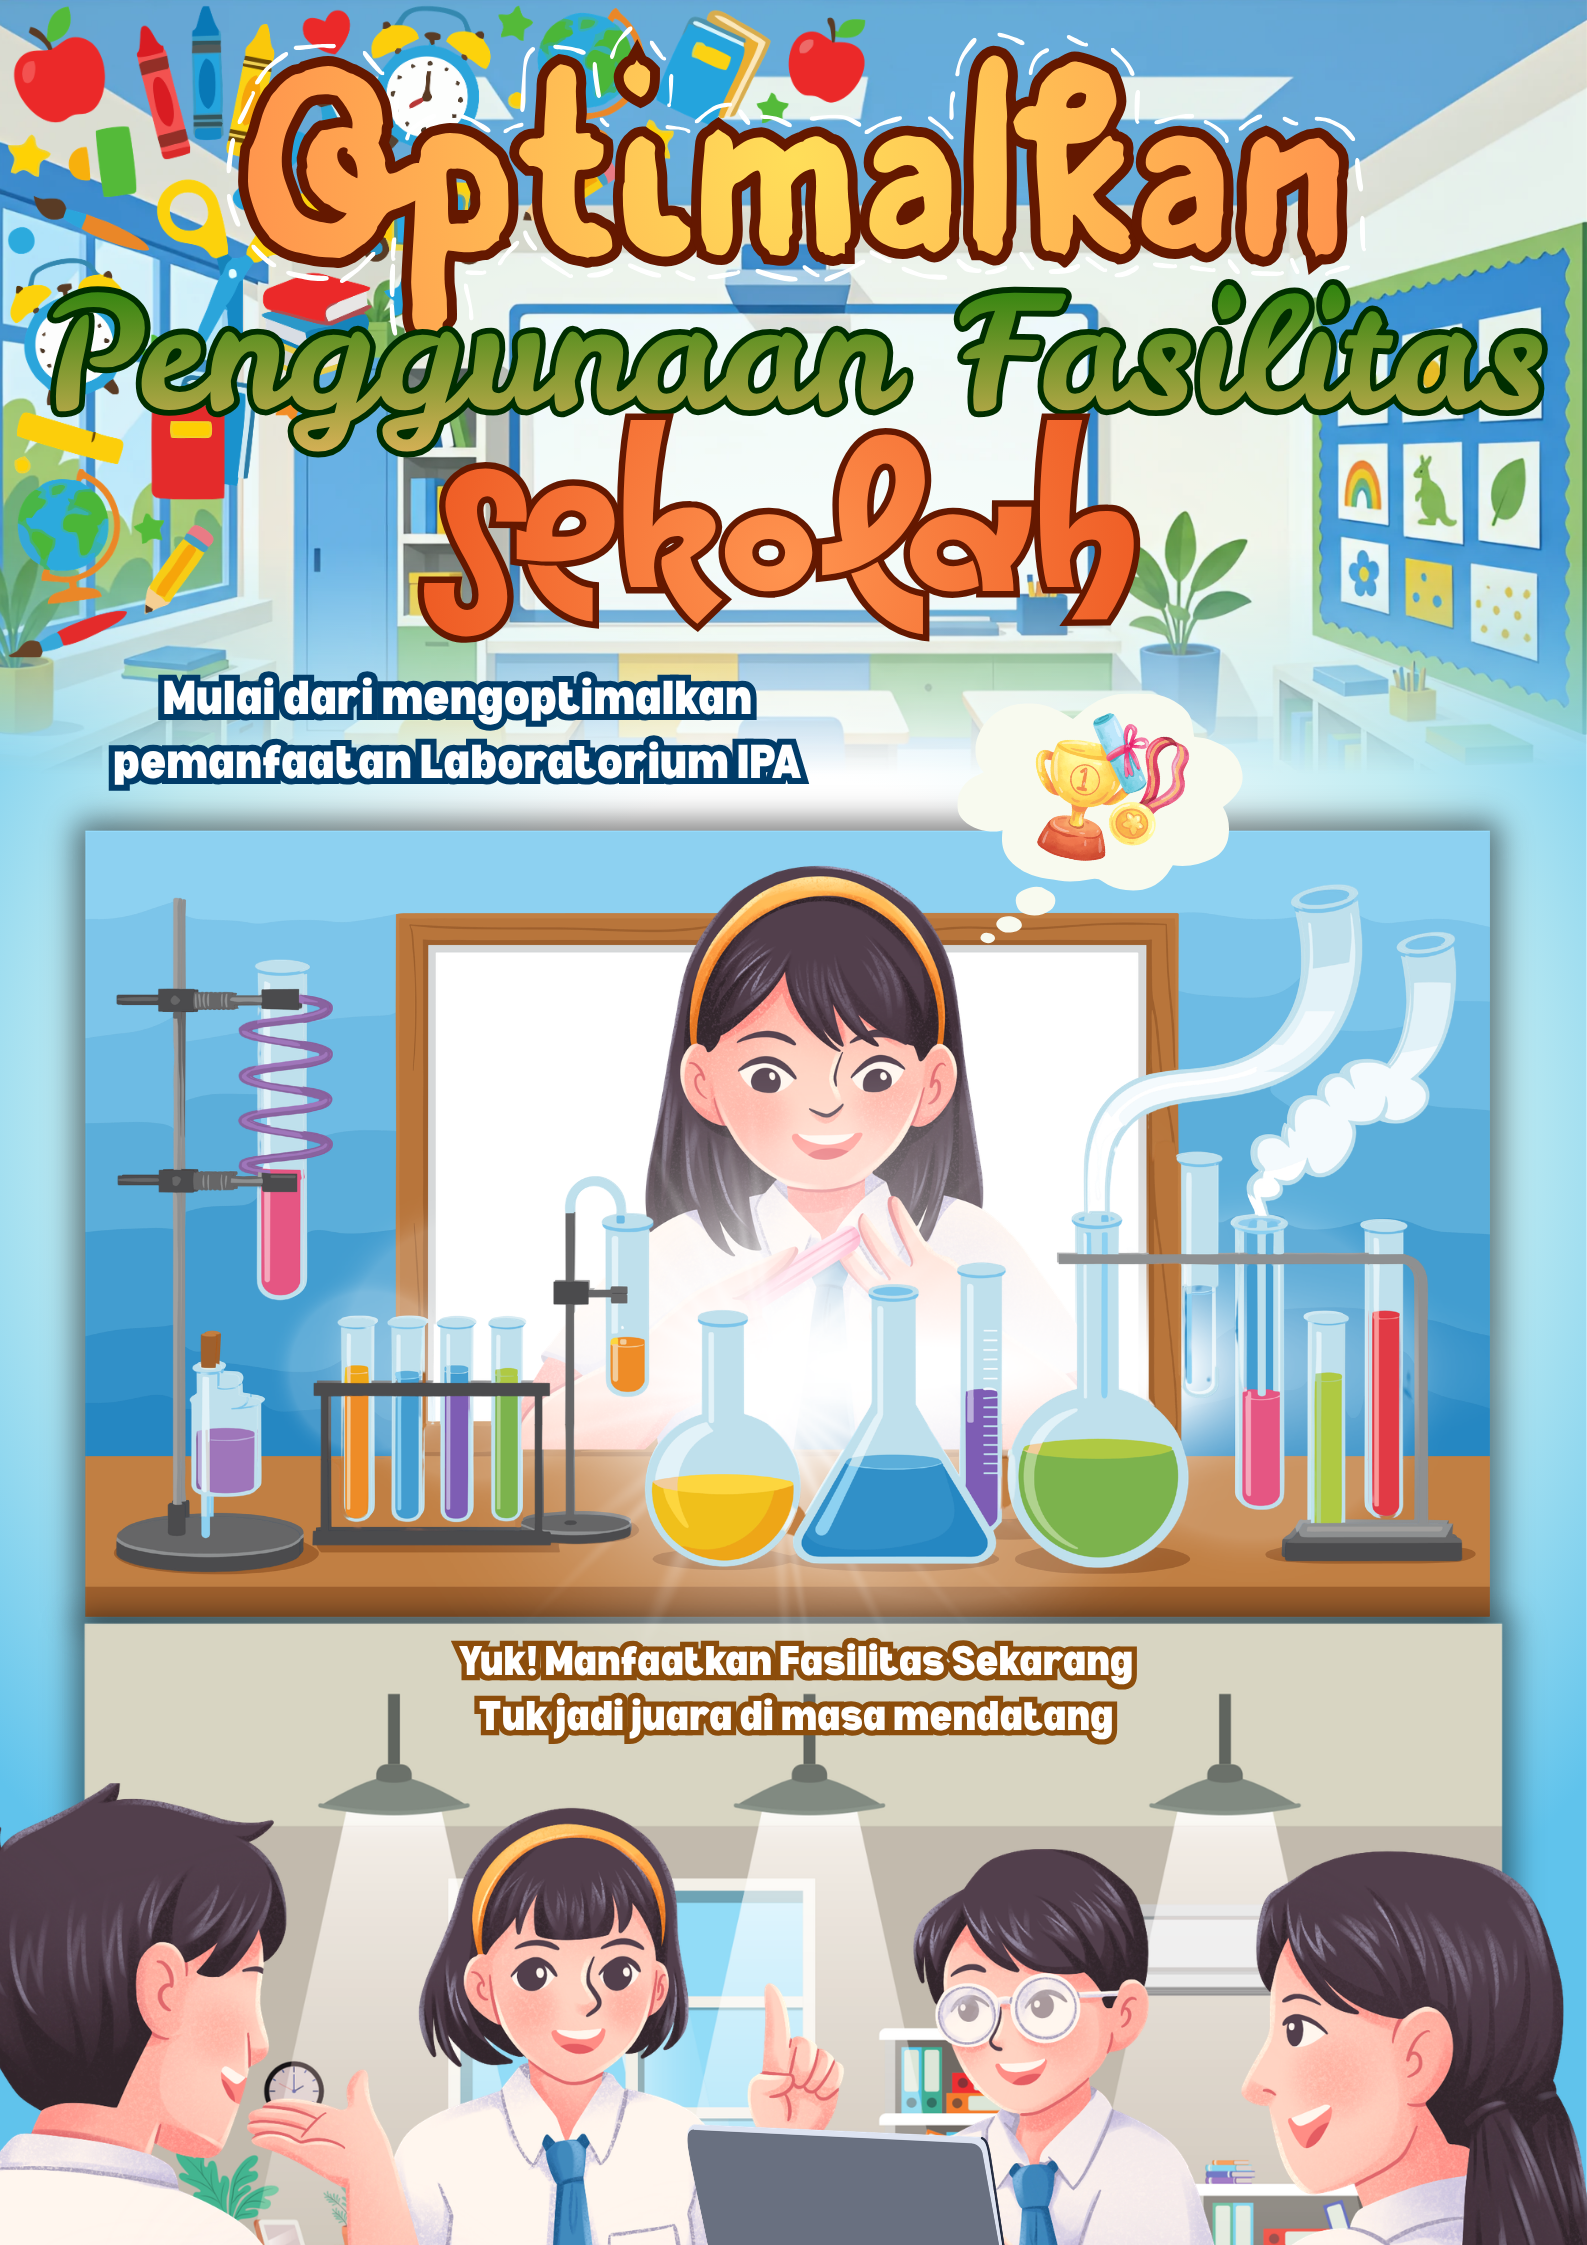 Optimalkan
Penggunaan Fasilitas
sekolah
Mulai dari mengoptimalkan
pemanfaatan Laboratorium IPA
1
Yuk! Manfaatkan Fasilitas Sekarang
Tuk jadi juara di masa mendatang